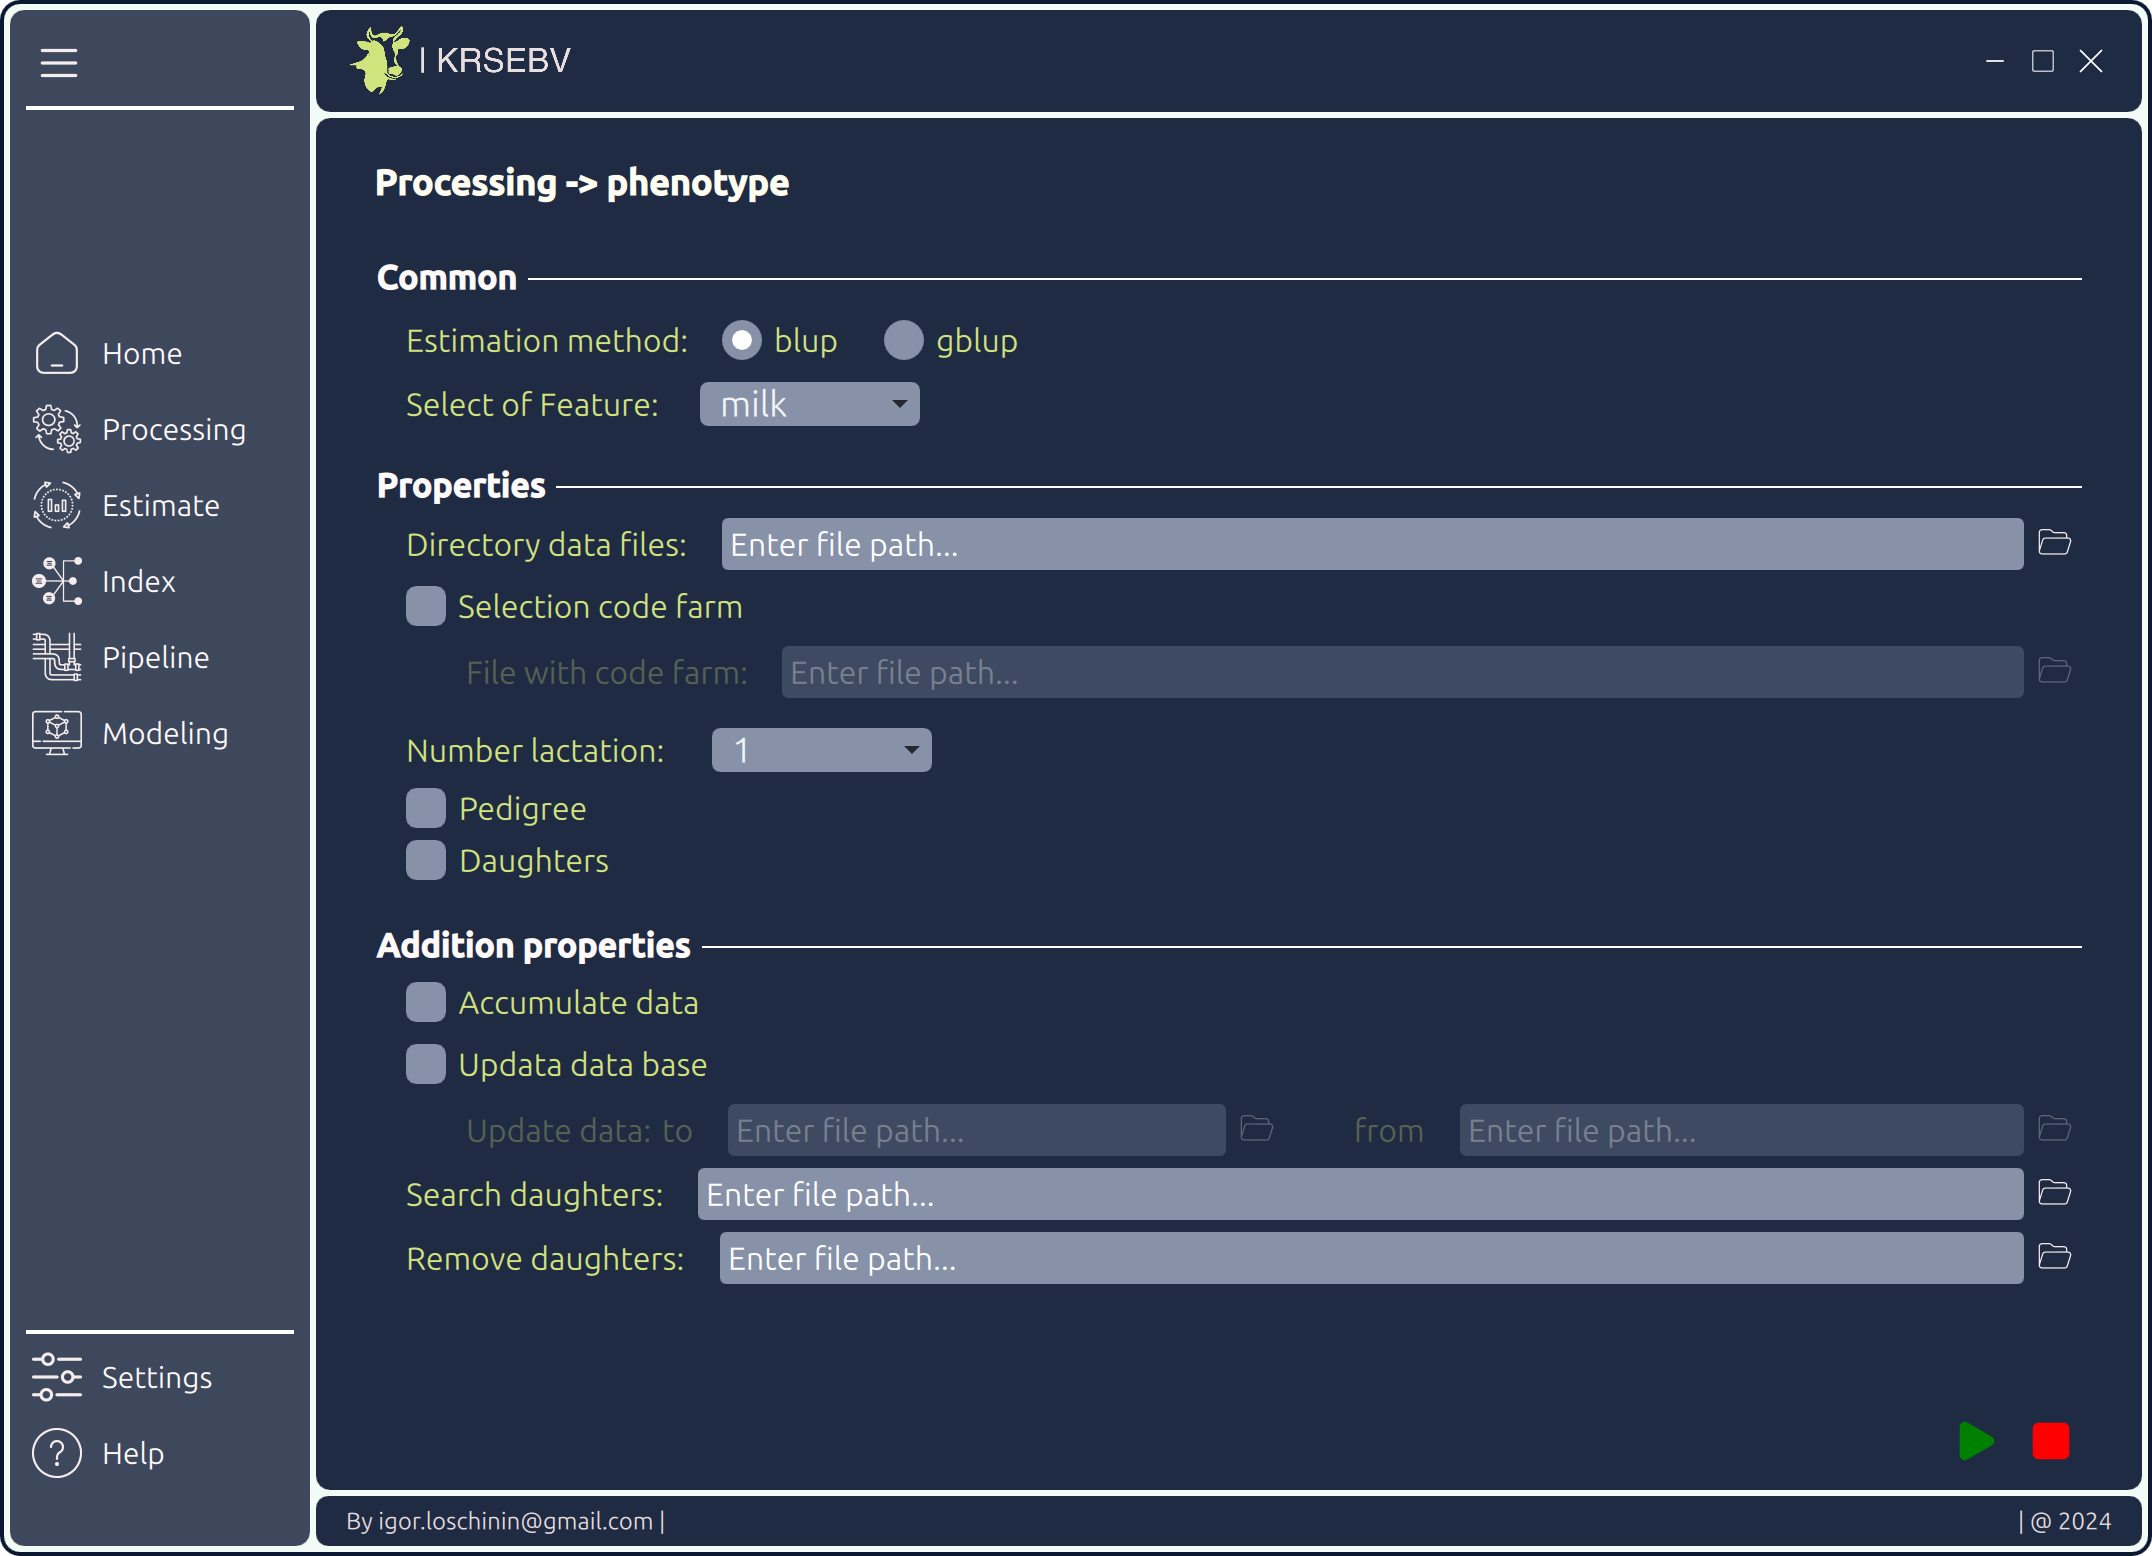 | KRSEBV
Home
Processing
Estimate
Index
Pipeline
Modeling
Settings
? Help
Processing -> phenotype
Common
Estimation method: blup gblup
Select of Feature: milk
Properties
Directory data files: Enter file path...
Selection code farm
File with code farm: Enter file path...
Number lactation: 1
Pedigree
Daughters
Addition properties
Accumulate data
Updata data base
Update data: to Enter file path... from Enter file path...
Search daughters: Enter file path...
Remove daughters: Enter file path...
By igor.loschinin@gmail.com | | @ 2024